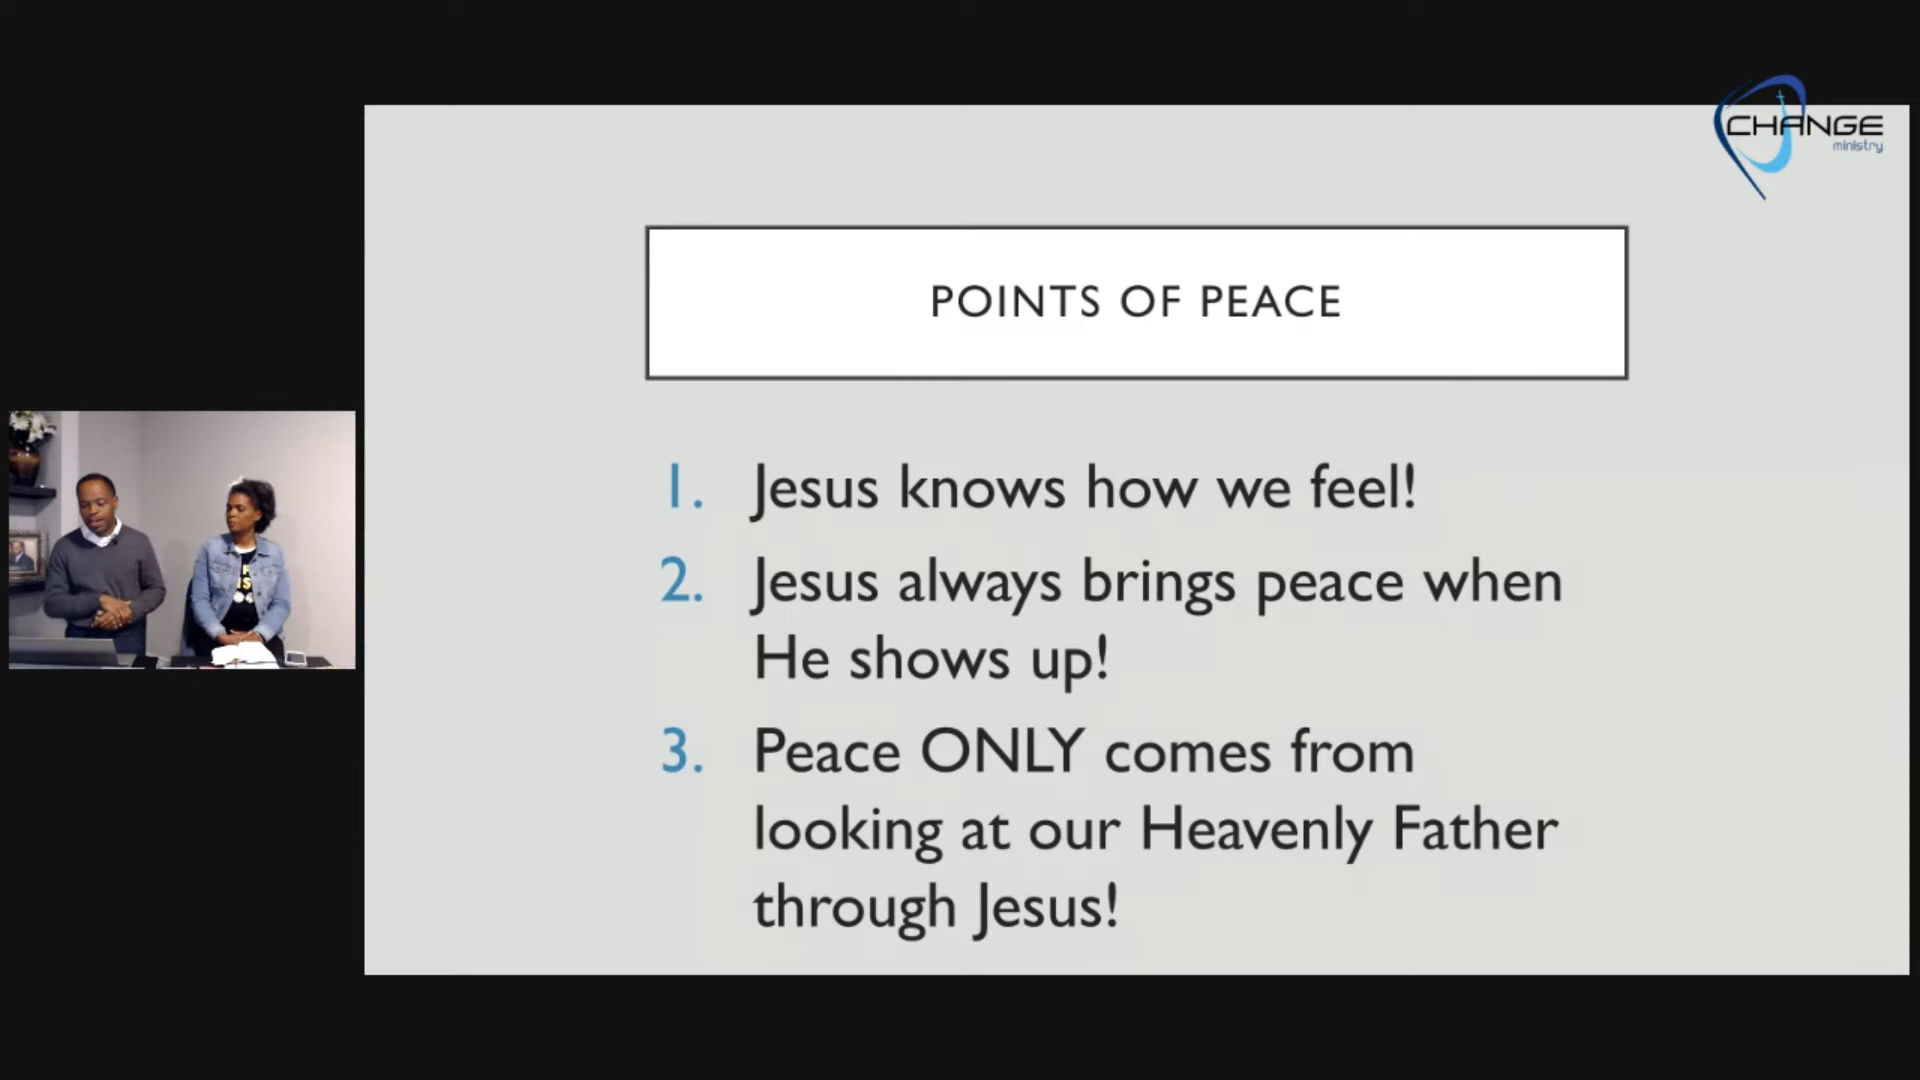 CHANGE
ministry
POINTS OF PEACE
1. Jesus knows how we feel!
2. Jesus always brings peace when
He shows up!
3. Peace ONLY comes from
looking at our Heavenly Father
through Jesus!